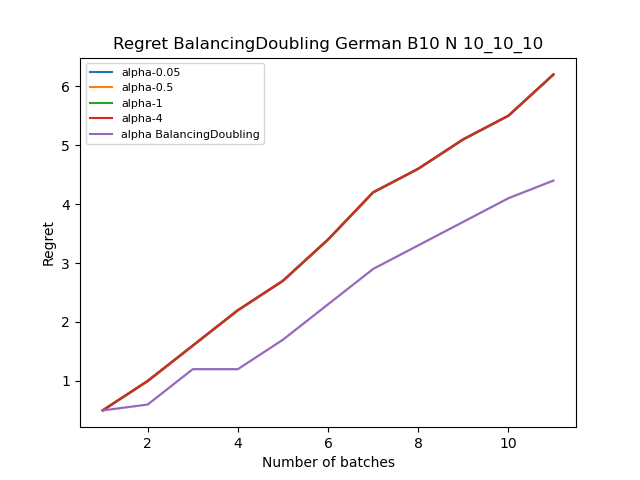 Regret BalancingDoubling German B10 N 10_10_10
alpha-0.05
alpha-0.5
alpha-1
alpha-4
alpha BalancingDoubling
6
5
4
3
2
1
Regret
2 4 6 8 10
Number of batches